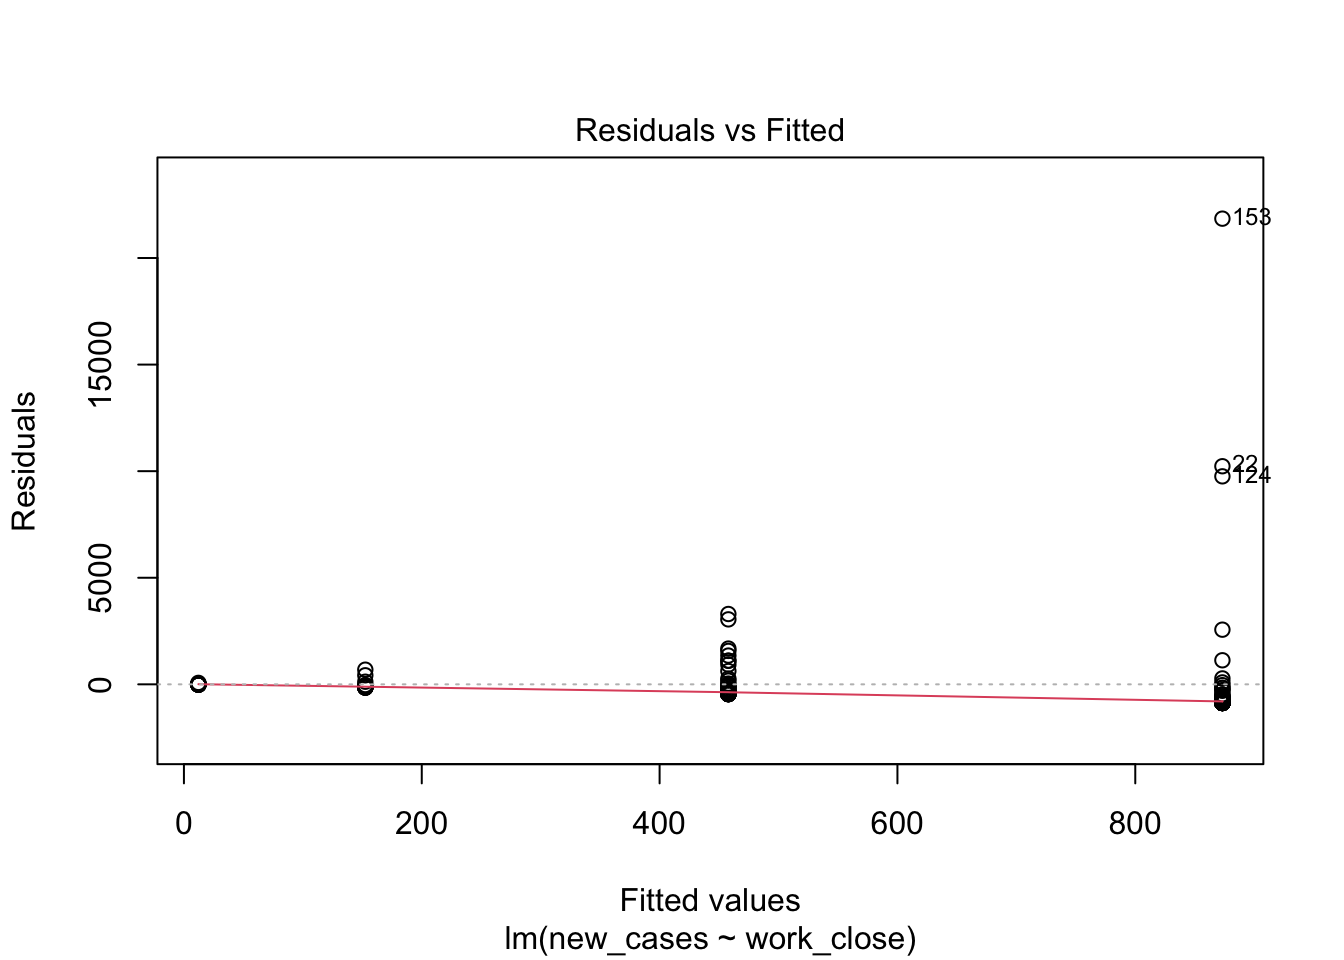 Residuals vs Fitted
Residuals
15000
5000
0
153
22
124
0 200 400 600 800
Fitted values
lm(new_cases ~ work_close)